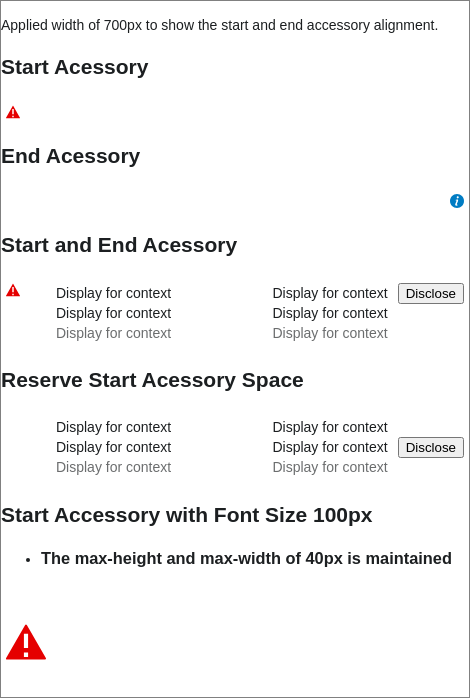 Applied width of 700px to show the start and end accessory alignment.
Start Acessory
End Acessory
Start and End Acessory
Display for context Display for context Disclose
Display for context Display for context
Display for context Display for context
Reserve Start Acessory Space
Display for context Display for context
Display for context Display for context Disclose
Display for context Display for context
Start Accessory with Font Size 100px
• The max-height and max-width of 40px is maintained